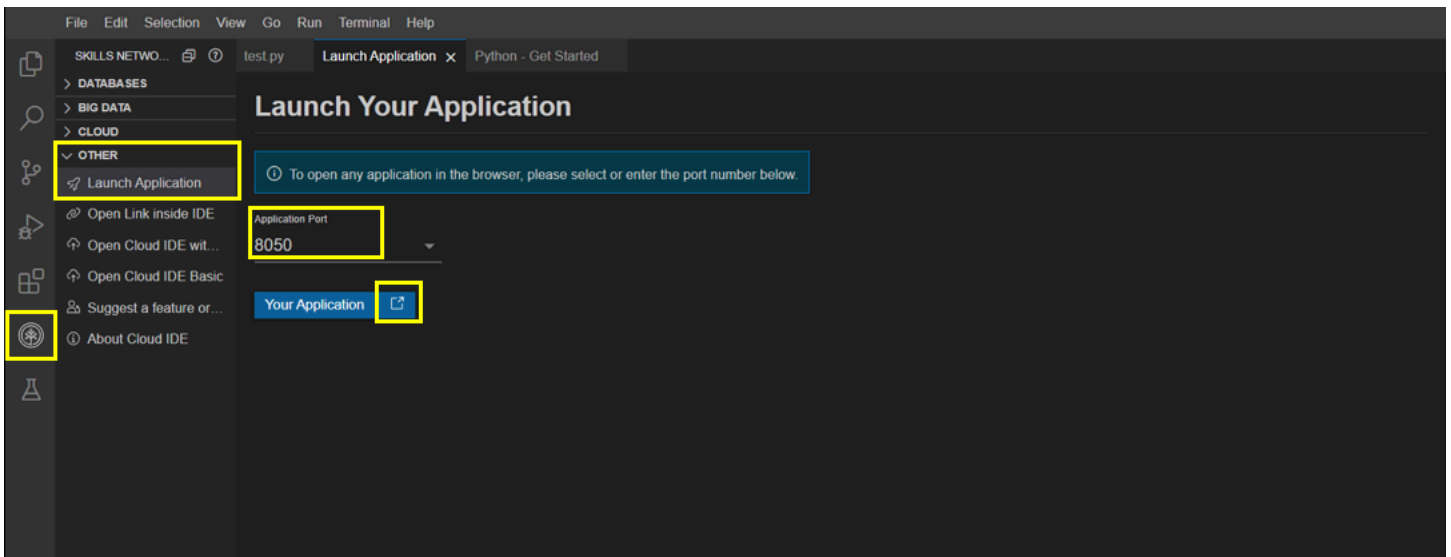 File Edit Selection View Go Run Terminal Help
SKILLS NETWO...
test.py Launch Application Python - Get Started
DATABASES
BIG DATA
CLOUD
OTHER
Launch Application
Open Link inside IDE
Open Cloud IDE wit...
Open Cloud IDE Basic
Suggest a feature or...
About Cloud IDE
Launch Your Application
To open any application in the browser, please select or enter the port number below.
Application Port
8050
Your Application